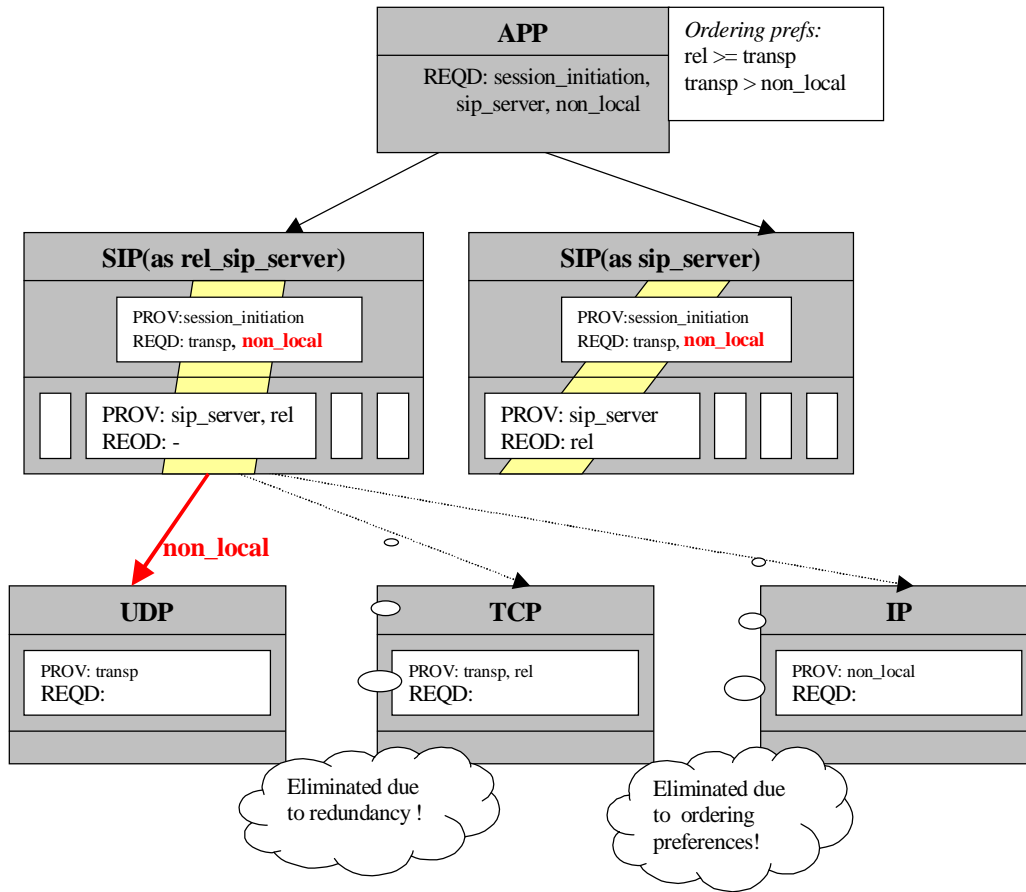 APP
REQD: session_initiation,
sip_server, non_local
Ordering prefs:
rel >= transp
transp > non_local
SIP(as rel_sip_server)
PROV:session_initiation
REQD: transp, non_local
PROV: sip_server, rel
REOD: -
SIP(as sip_server)
PROV:session_initiation
REQD: transp, non_local
PROV: sip_server
REOD: rel
non_local
UDP
PROV: transp
REQD:
TCP
PROV: transp, rel
REQD:
IP
PROV: non_local
REQD:
Eliminated due
to redundancy !
Eliminated due
to ordering
preferences!